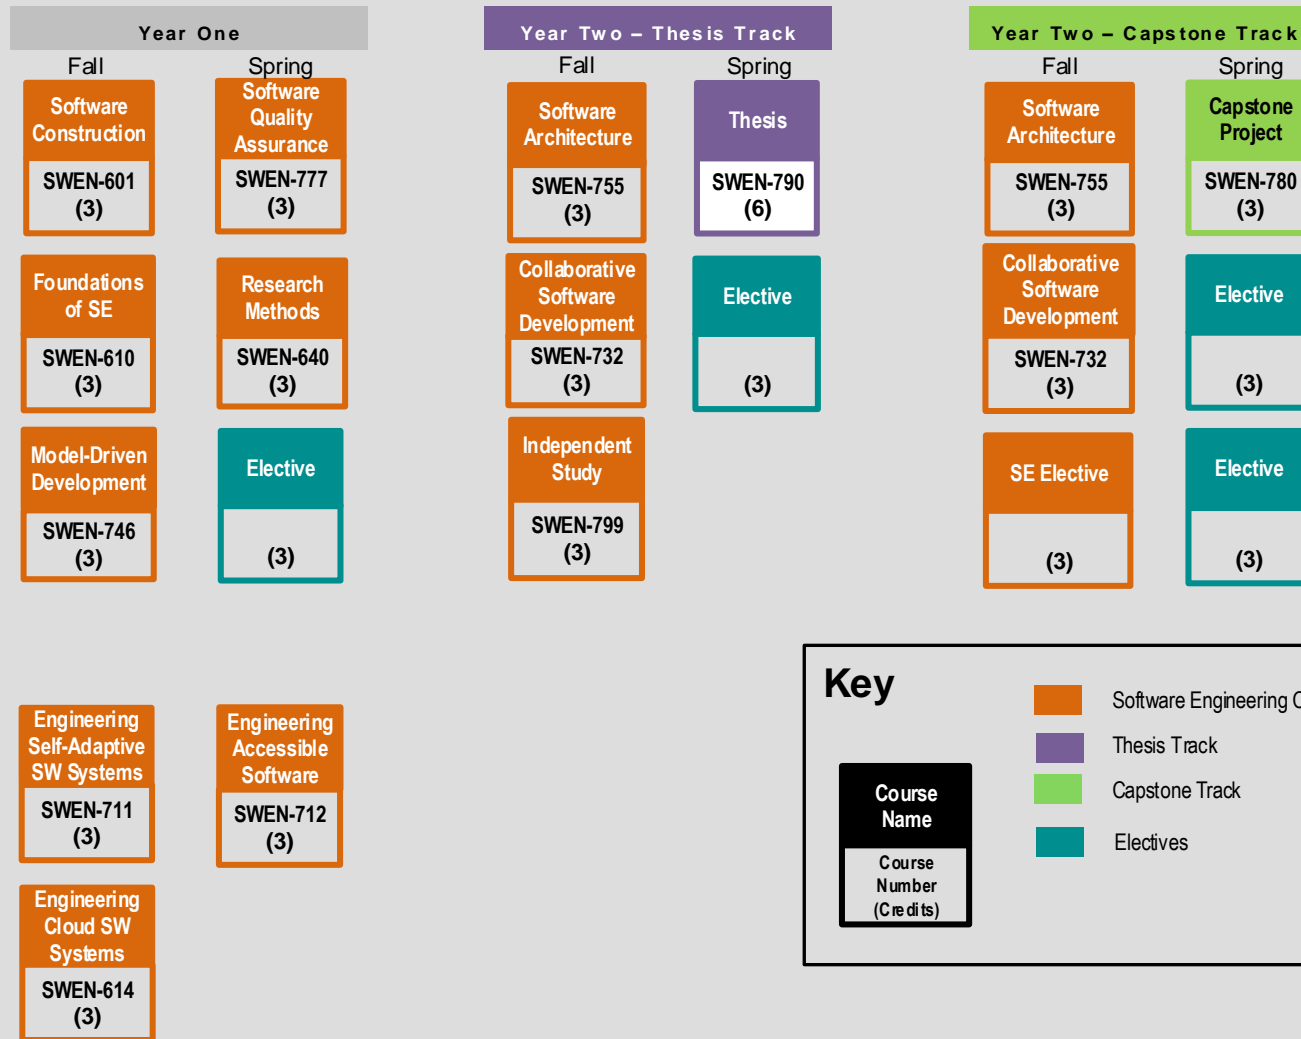 Year One
Fall
Spring
Software
Construction
SWEN-601
(3)
Software
Quality
Assurance
SWEN-777
(3)
Foundations
of SE
SWEN-610
(3)
Research
Methods
SWEN-640
(3)
Model-Driven
Development
SWEN-746
(3)
Elective
(3)
Engineering
Self-Adaptive
SW Systems
SWEN-711
(3)
Engineering
Accessible
Software
SWEN-712
(3)
Engineering
Cloud SW
Systems
SWEN-614
(3)
Year Two – Thesis Track
Fall
Spring
Software
Architecture
SWEN-755
(3)
Thesis
SWEN-790
(6)
Collaborative
Software
Development
SWEN-732
(3)
Elective
(3)
Independent
Study
SWEN-799
(3)
Year Two – Capstone Track
Fall
Spring
Software
Architecture
SWEN-755
(3)
Capstone
Project
SWEN-780
(3)
Collaborative
Software
Development
SWEN-732
(3)
Elective
(3)
SE Elective
(3)
Elective
(3)
Key
Course
Name
Course
Number
(Credits)
Software Engineering
Thesis Track
Capstone Track
Electives